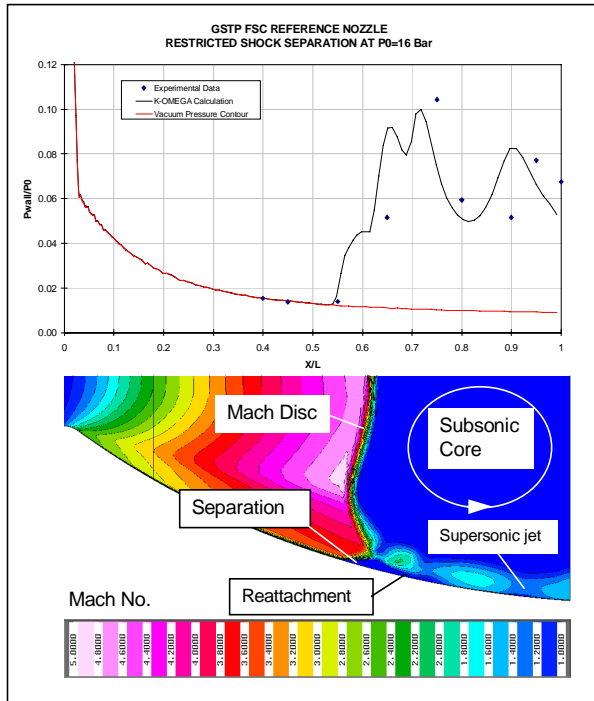 GSTP FSC REFERENCE NOZZLE
RESTRICTED SHOCK SEPARATION AT P0=16 Bar
0.12
0.10
0.08
0.06
0.04
0.02
0.00
Pwall/P0
Experimental Data
K-OMEGA Calculation
Vacuum Pressure Contour
0 0.1 0.2 0.3 0.4 0.5 0.6 0.7 0.8 0.9 1
X/L
Mach Disc
Subsonic
Core
Separation
Supersonic jet
Reattachment
Mach No.
5.0000 4.8000 4.6000 4.4000 4.2000 4.0000 3.8000 3.6000 3.4000 3.2000 3.0000 2.8000 2.6000 2.4000 2.2000 2.0000 1.8000 1.6000 1.4000 1.2000 1.0000